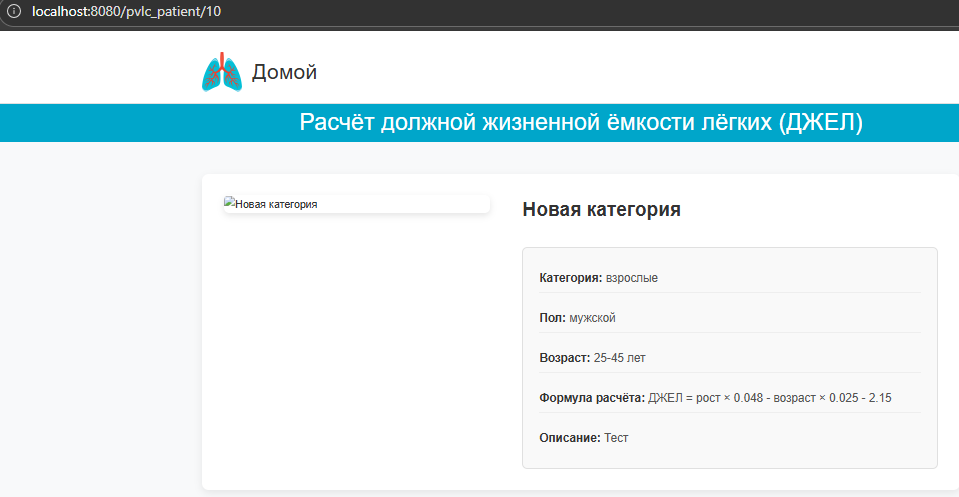 localhost:8080/pvlc_patient/10
Домой
Расчёт должной жизненной ёмкости лёгких (ДЖЕЛ)
Новая категория
Новая категория
Категория: взрослые
Пол: мужской
Возраст: 25-45 лет
Формула расчёта: ДЖЕЛ = рост × 0.048 - возраст × 0.025 - 2.15
Описание: Тест